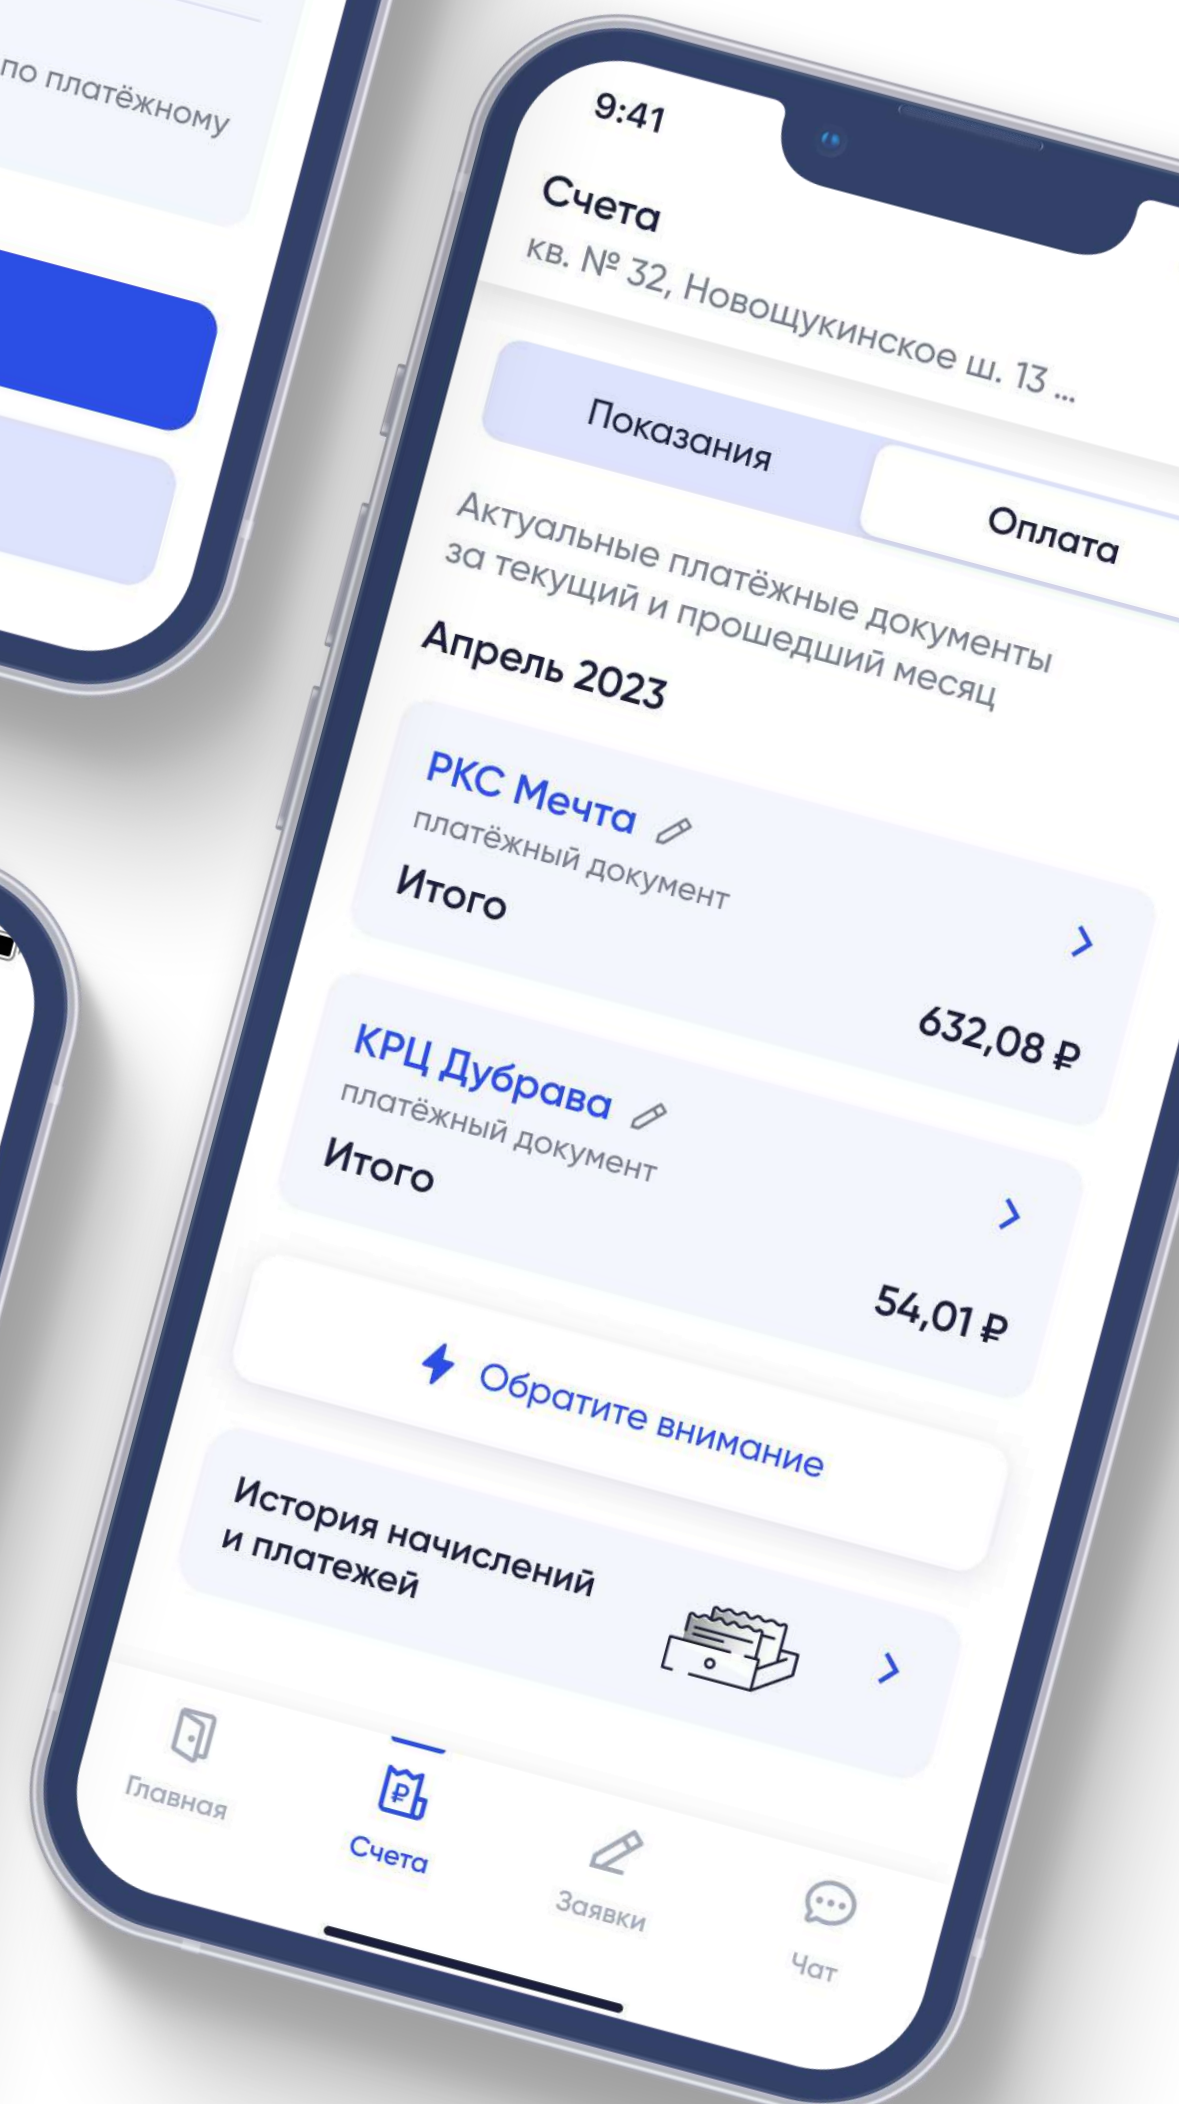 по платёжному
9:41
Счета
кв. № 32, Новощукинское ш. 13 ...
Показания
Оплата
Актуальные платёжные документы
за текущий и прошедший месяц
Апрель 2023
РКС Мечта
платёжный документ
Итого
632,08 ₽
КРЦ Дубрава
платёжный документ
Итого
54,01 ₽
Обратите внимание
История начислений
и платежей
Главная
Счета
Заявки
Чат